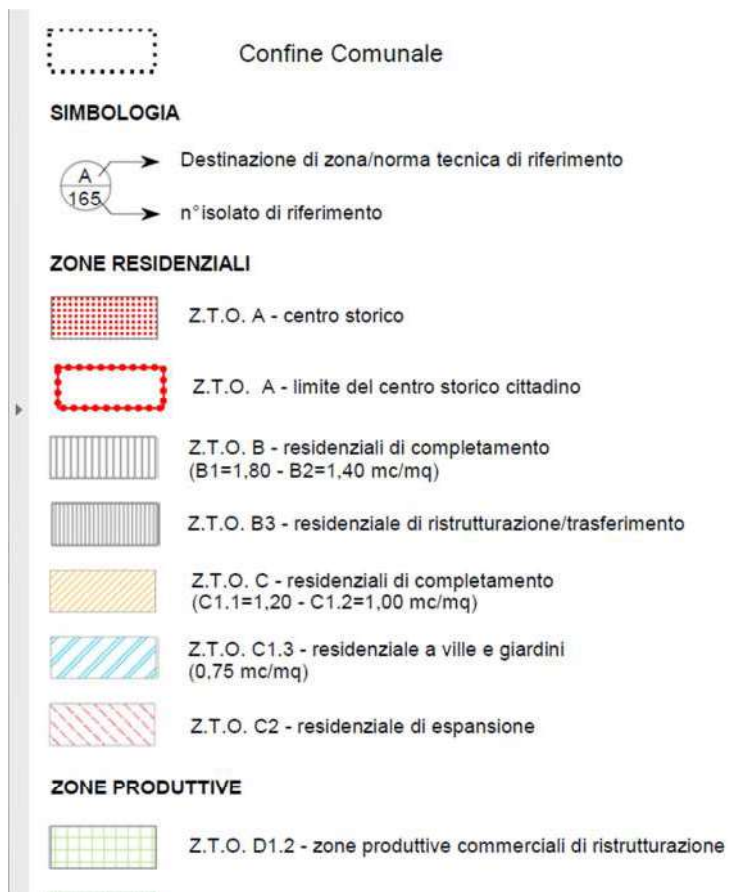 Confine Comunale
SIMBOLOGIA
A
165
Destinazione di zona/norma tecnica di riferimento
n°isolato di riferimento
ZONE RESIDENZIALI
Z.T.O. A - centro storico
Z.T.O. A - limite del centro storico cittadino
Z.T.O. B - residenziali di completamento
(B1=1,80 - B2=1,40 mc/mq)
Z.T.O. B3 - residenziale di ristrutturazione/trasferimento
Z.T.O. C - residenziali di completamento
(C1.1=1,20 - C1.2=1,00 mc/mq)
Z.T.O. C1.3 - residenziale a ville e giardini
(0,75 mc/mq)
Z.T.O. C2 - residenziale di espansione
ZONE PRODUTTIVE
Z.T.O. D1.2 - zone produttive commerciali di ristrutturazione